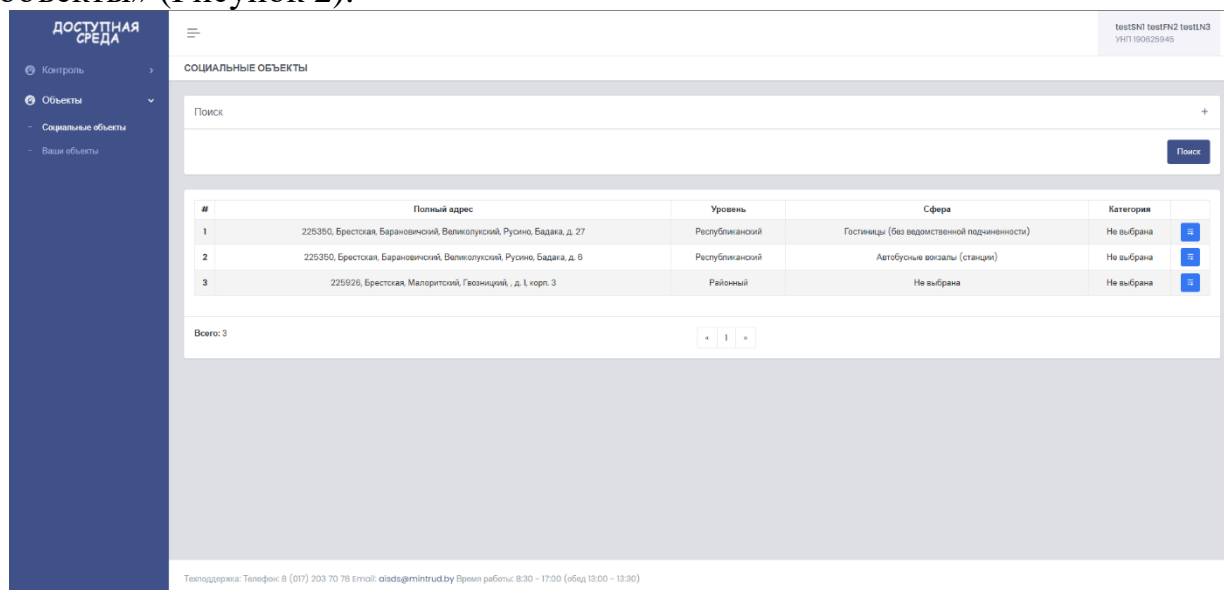 объекты» (Рисунок 2).
ДОСТУПНАЯ
СРЕДА
testSN1 testFN2 testLN3
УНП 190625945
Контроль
СОЦИАЛЬНЫЕ ОБЪЕКТЫ
Объекты
Поиск +
Социальные объекты
Ваши объекты
Поиск
# Полный адрес Уровень Сфера Категория
1 225350, Брестская, Барановичский, Великолукский, Русино, Бадака, д. 27 Республиканский Гостиницы (без ведомственной подчиненности) Не выбрана
2 225350, Брестская, Барановичский, Великолукский, Русино, Бадака, д. 6 Республиканский Автобусные вокзалы (станции) Не выбрана
3 225926, Брестская, Малоритский, Гвозницкий, , д. 1, корп. 3 Районный Не выбрана Не выбрана
Всего: 3 « 1 »
Техподдержка: Телефон: 8 (017) 203 70 76 Email: aisds@mintrud.by Время работы: 8:30 - 17:00 (обед 13:00 - 13:30)